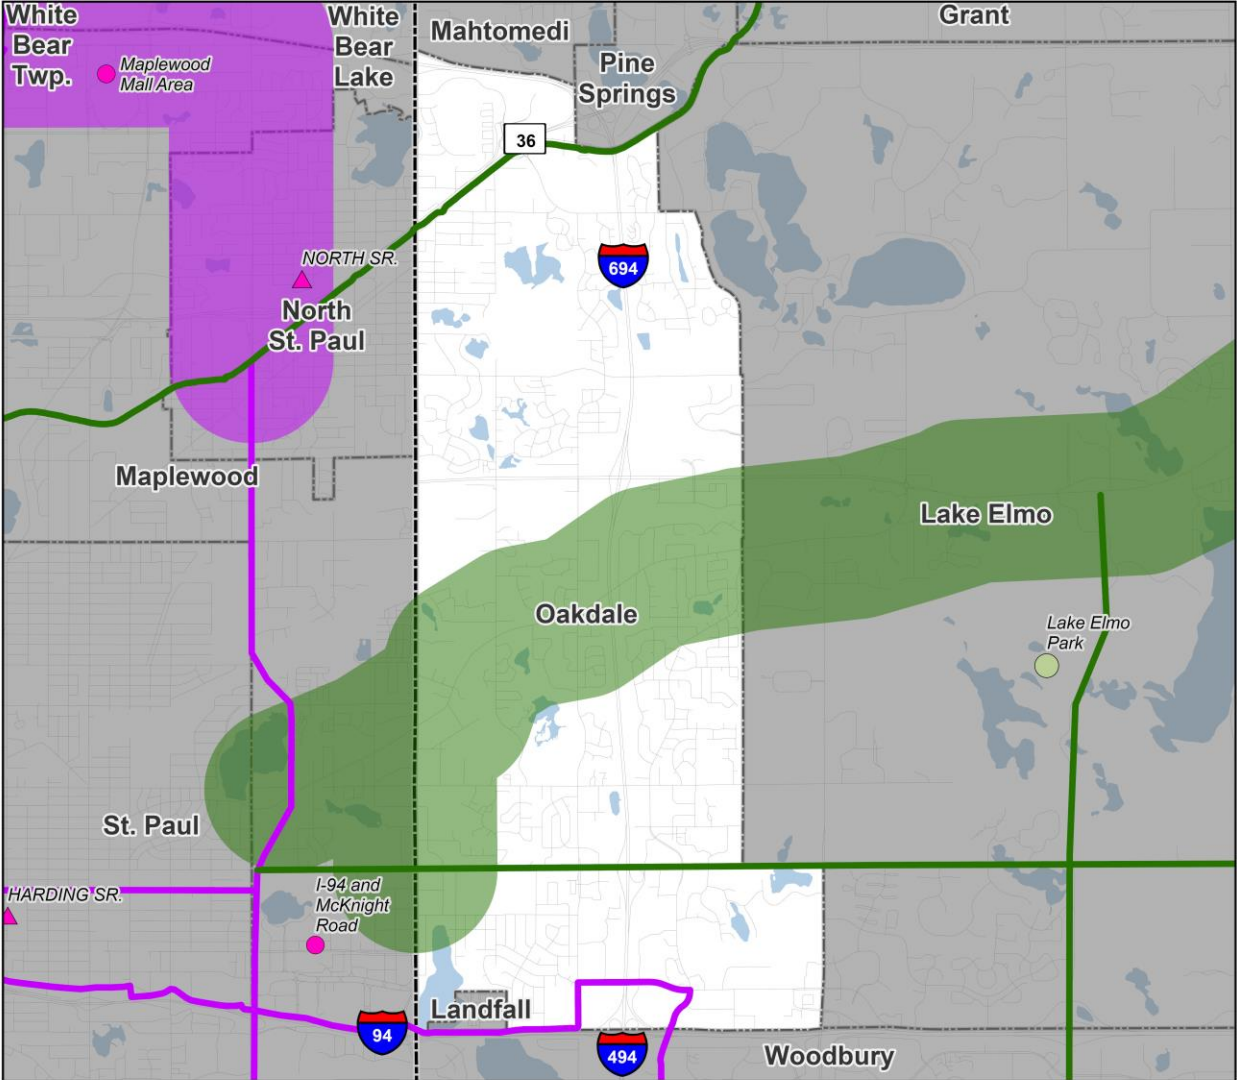 White
Bear
Twp.
Maplewood
Mall Area
White
Bear
Lake
Mahtomedi
Grant
Pine
Springs
36
NORTH SR.
694
North
St. Paul
Maplewood
Lake Elmo
Oakdale
Lake Elmo
Park
St. Paul
HARDING SR.
I-94 and
McKnight
Road
Landfall
94
494
Woodbury